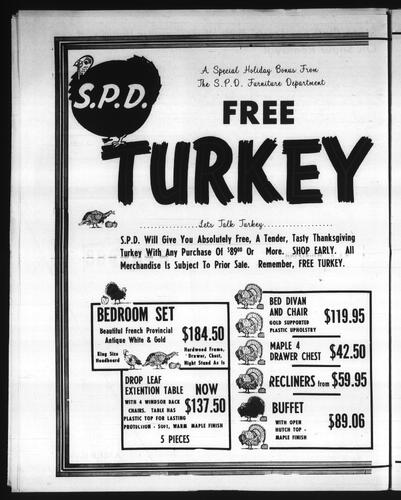 S.P.D.
A Special Holiday Bonus From
The S.P.D. Furniture Department
FREE
TURKEY
Lets Talk Turkey
S.P.D. Will Give You Absolutely Free, A Tender, Tasty Thanksgiving
Turkey With Any Purchase Of $89⁰⁰ Or More. SHOP EARLY. All
Merchandise Is Subject To Prior Sale. Remember, FREE TURKEY.
BEDROOM SET
Beautiful French Provincial
Antique White & Gold
$184.50
King Size
Headboard
Hardwood Frame,
Drawer, Chest,
Night Stand As Is
DROP LEAF
EXTENTION TABLE
WITH 4 WINDSOR BACK
CHAIRS. TABLE HAS
PLASTIC TOP FOR LASTING
PROTECTION - SOFT, WARM MAPLE FINISH
NOW
$137.50
5 PIECES
BED DIVAN
AND CHAIR
GOLD SUPPORTED
PLASTIC UPHOLSTRY
$119.95
MAPLE 4
DRAWER CHEST
$42.50
RECLINERS from $59.95
BUFFET
WITH OPEN
HUTCH TOP -
MAPLE FINISH
$89.06